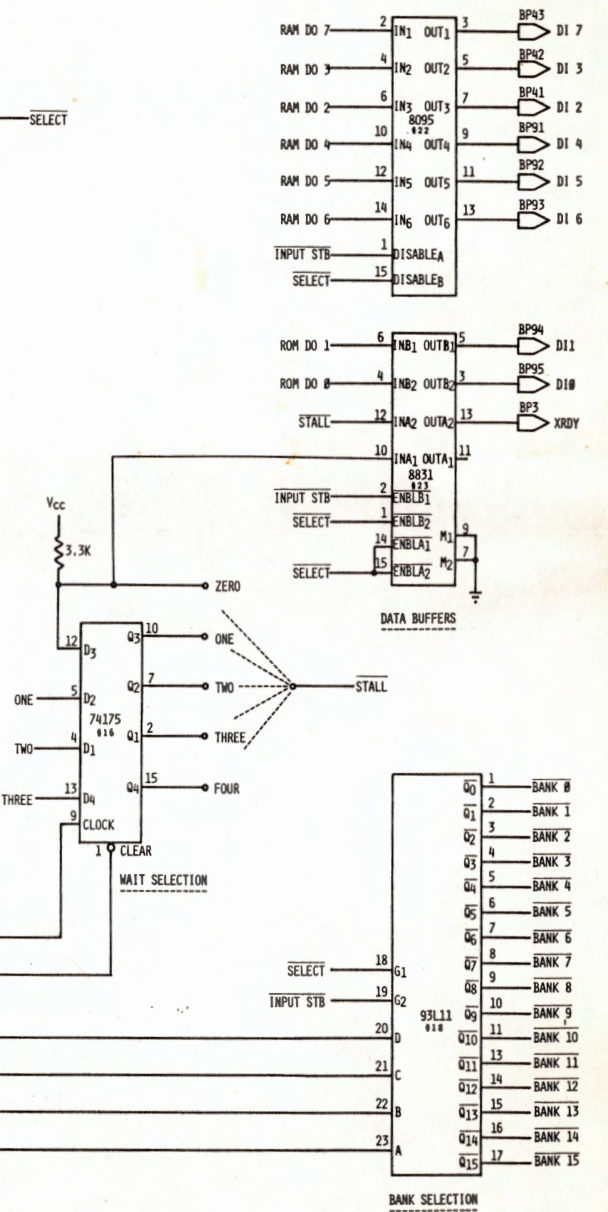 BP43
RAM DO 7 2 IN1 OUT1 3 DI 7
BP42
RAM DO 3 4 IN2 OUT2 5 DI 3
BP41
RAM DO 2 6 IN3 OUT3 7 DI 2
8095
022
BP91
RAM DO 4 10 IN4 OUT4 9 DI 4
BP92
RAM DO 5 12 IN5 OUT5 11 DI 5
BP93
RAM DO 6 14 IN6 OUT6 13 DI 6
INPUT STB 1 DISABLEA
SELECT 15 DISABLEB
SELECT
BP94
ROM DO 1 6 INB1 OUTB1 5 DI1
BP95
ROM DO 0 4 INB2 OUTB2 3 DI0
BP3
STALL 12 INA2 OUTA2 13 XRDY
10 INA1 OUTA1 11
8831
023
INPUT STB 2 ENBLB1
SELECT 1 ENBLB2
14 ENBLA1 M1 9
SELECT 15 ENBLA2 M2 7
DATA BUFFERS
VCC
3.3K
ZERO
12 D3 Q3 10 ONE
ONE 5 D2 Q2 7 TWO
STALL
74175
016
TWO 4 D1 Q1 2 THREE
THREE 13 D4 Q4 15 FOUR
9 CLOCK
1 CLEAR
WAIT SELECTION
Q0 1 BANK 0
Q1 2 BANK 1
Q2 3 BANK 2
Q3 4 BANK 3
Q4 5 BANK 4
Q5 6 BANK 5
Q6 7 BANK 6
Q7 8 BANK 7
Q8 9 BANK 8
Q9 10 BANK 9
Q10 11 BANK 10
Q11 13 BANK 11
Q12 14 BANK 12
Q13 15 BANK 13
Q14 16 BANK 14
Q15 17 BANK 15
SELECT 18 G1
INPUT STB 19 G2
93L11
018
20 D
21 C
22 B
23 A
BANK SELECTION